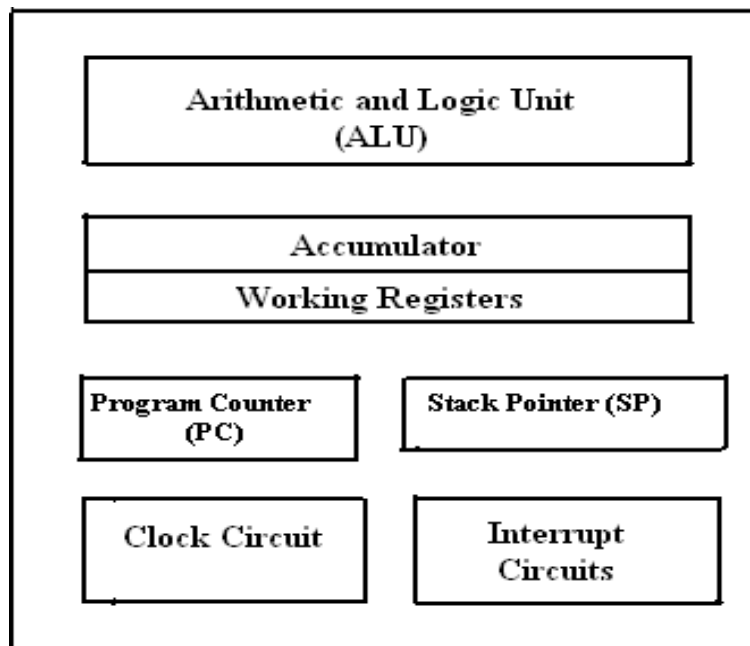 Arithmetic and Logic Unit
(ALU)
Accumulator
Working Registers
Program Counter
(PC)
Stack Pointer (SP)
Clock Circuit
Interrupt
Circuits